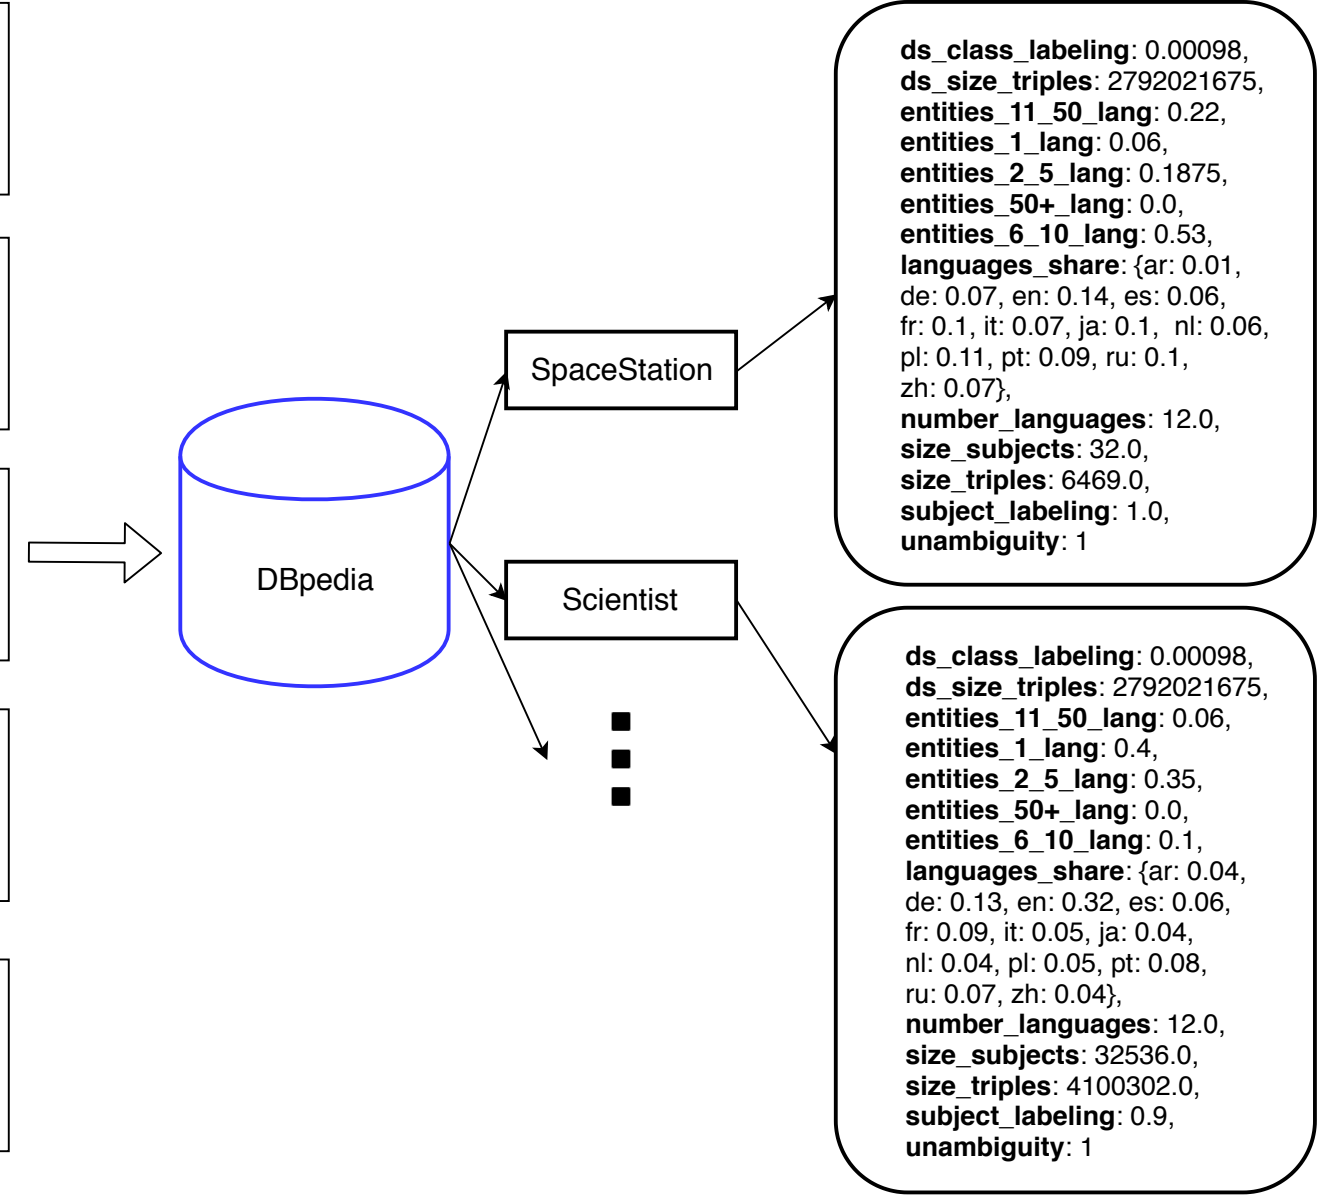 DBpedia
SpaceStation
ds_class_labeling: 0.00098,
ds_size_triples: 2792021675,
entities_11_50_lang: 0.22,
entities_1_lang: 0.06,
entities_2_5_lang: 0.1875,
entities_50+_lang: 0.0,
entities_6_10_lang: 0.53,
languages_share: {ar: 0.01,
de: 0.07, en: 0.14, es: 0.06,
fr: 0.1, it: 0.07, ja: 0.1, nl: 0.06,
pl: 0.11, pt: 0.09, ru: 0.1,
zh: 0.07},
number_languages: 12.0,
size_subjects: 32.0,
size_triples: 6469.0,
subject_labeling: 1.0,
unambiguity: 1
Scientist
ds_class_labeling: 0.00098,
ds_size_triples: 2792021675,
entities_11_50_lang: 0.06,
entities_1_lang: 0.4,
entities_2_5_lang: 0.35,
entities_50+_lang: 0.0,
entities_6_10_lang: 0.1,
languages_share: {ar: 0.04,
de: 0.13, en: 0.32, es: 0.06,
fr: 0.09, it: 0.05, ja: 0.04,
nl: 0.04, pl: 0.05, pt: 0.08,
ru: 0.07, zh: 0.04},
number_languages: 12.0,
size_subjects: 32536.0,
size_triples: 4100302.0,
subject_labeling: 0.9,
unambiguity: 1